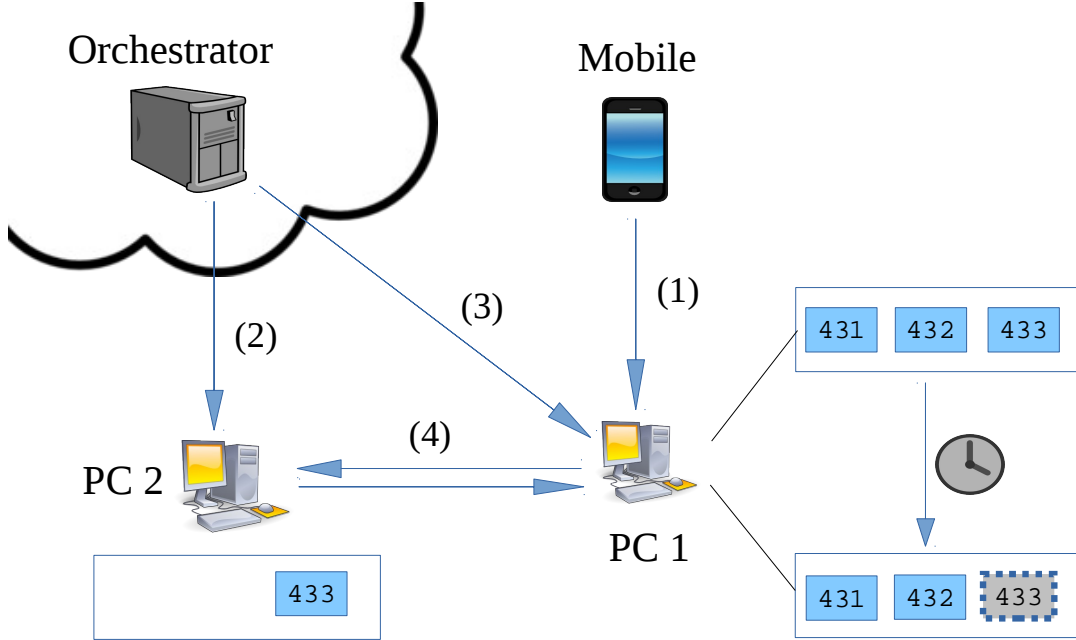 Orchestrator
Mobile
(1)
(3)
(2)
431 432 433
(4)
PC 2
PC 1
433
431 432 433